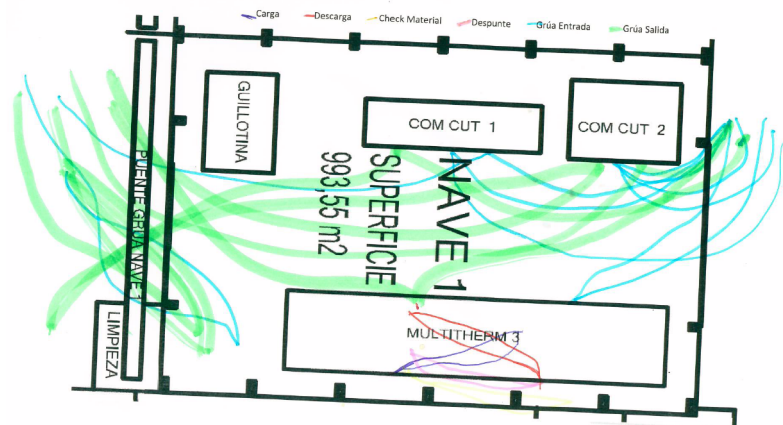 Carga
Descarga
Check Material
Despunte
Grúa Entrada
Grúa Salida
GUILLOTINA
COM CUT 1
COM CUT 2
NAVE 1
SUPERFICIE
993,55 m2
PUENTE GRUA NAVE 1
LIMPIEZA
MULTITHERM 3